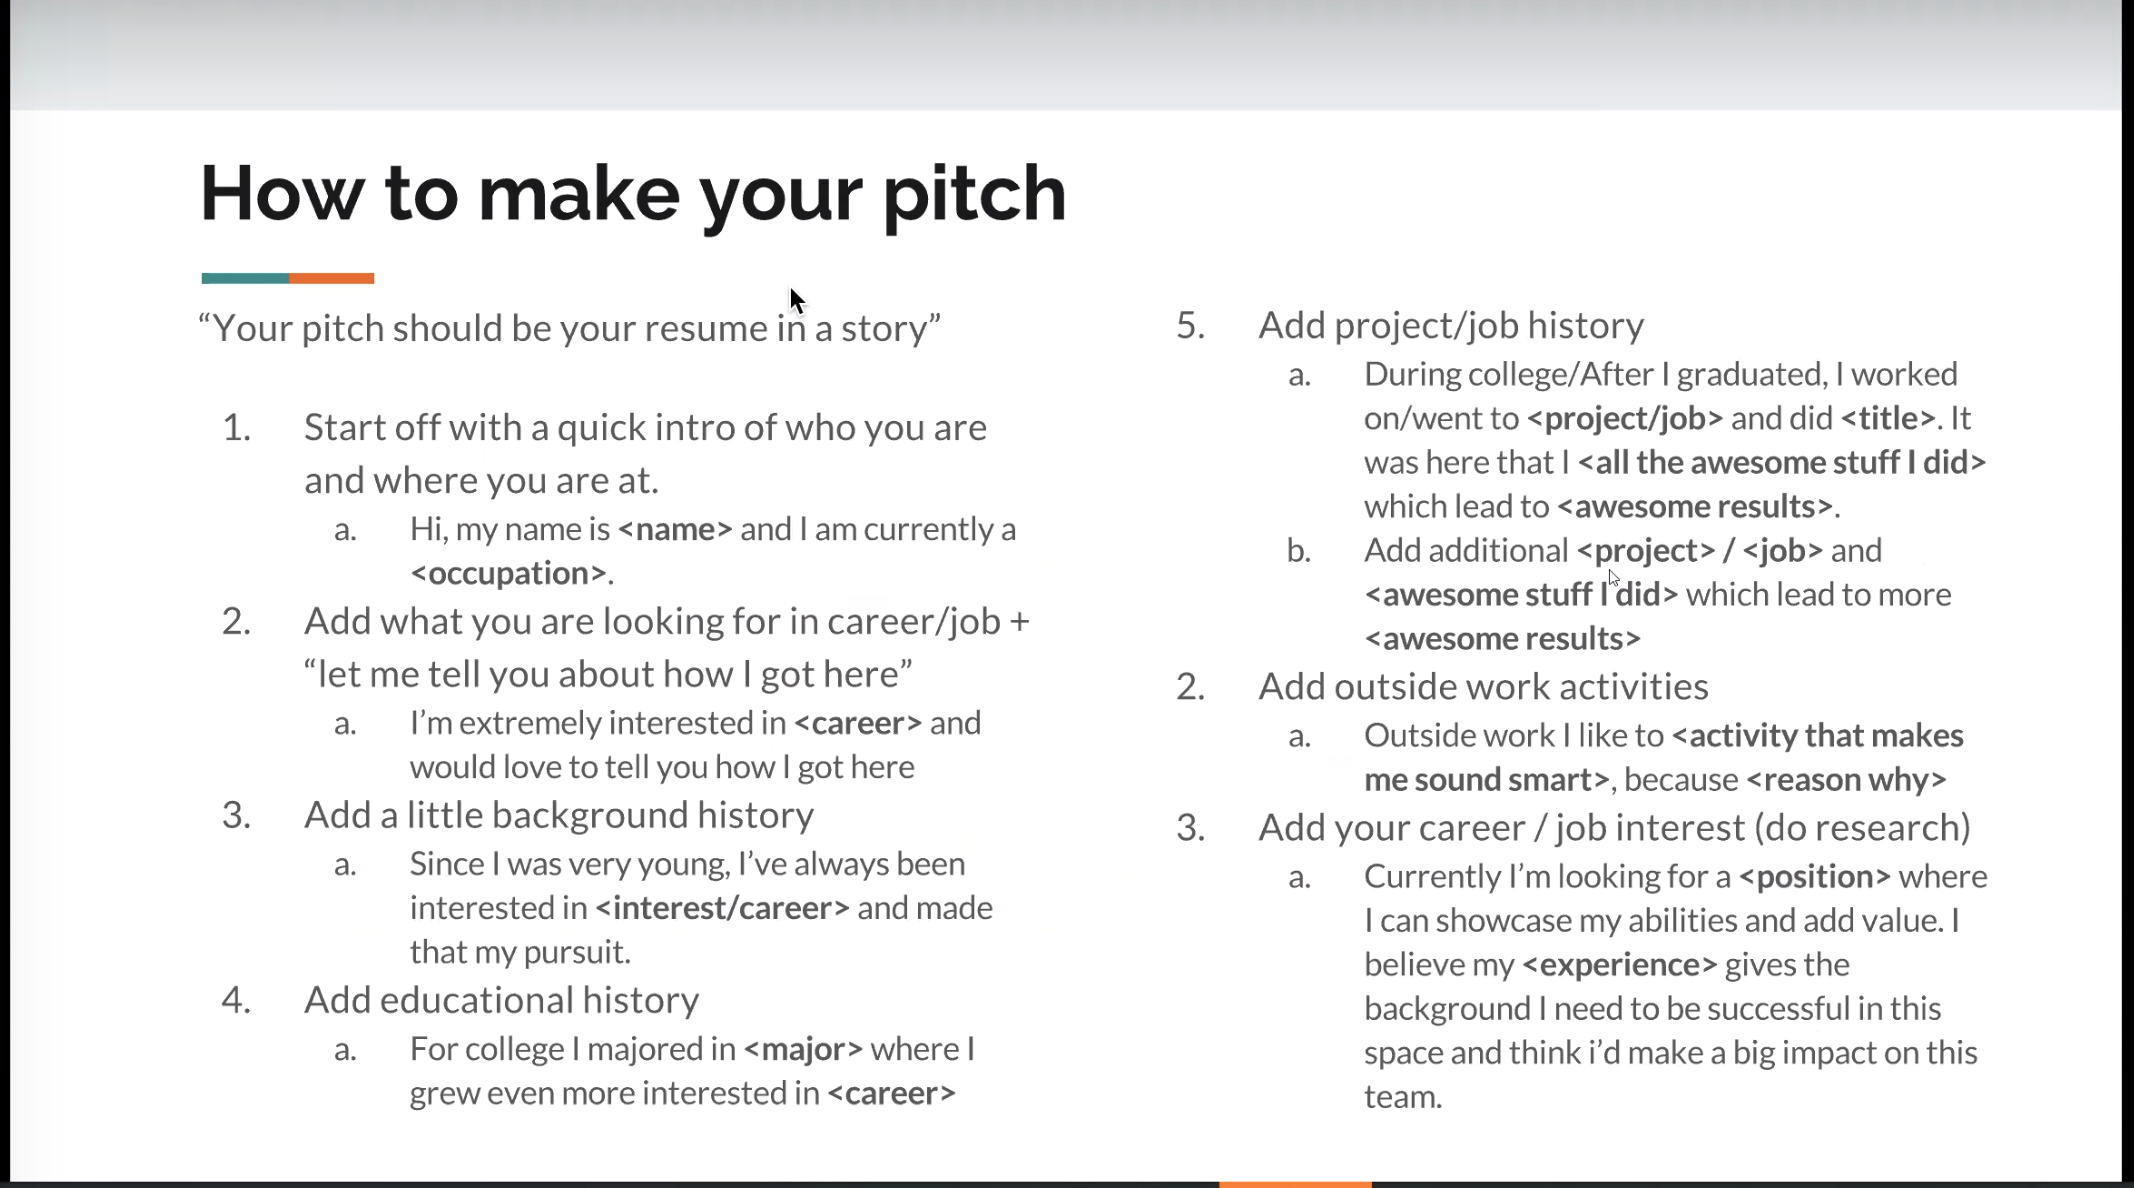 How to make your pitch
“Your pitch should be your resume in a story”
1. Start off with a quick intro of who you are
and where you are at.
a. Hi, my name is <name> and I am currently a
<occupation>.
2. Add what you are looking for in career/job +
“let me tell you about how I got here”
a. I’m extremely interested in <career> and
would love to tell you how I got here
3. Add a little background history
a. Since I was very young, I’ve always been
interested in <interest/career> and made
that my pursuit.
4. Add educational history
a. For college I majored in <major> where I
grew even more interested in <career>
5. Add project/job history
a. During college/After I graduated, I worked
on/went to <project/job> and did <title>. It
was here that I <all the awesome stuff I did>
which lead to <awesome results>.
b. Add additional <project> / <job> and
<awesome stuff I did> which lead to more
<awesome results>
2. Add outside work activities
a. Outside work I like to <activity that makes
me sound smart>, because <reason why>
3. Add your career / job interest (do research)
a. Currently I’m looking for a <position> where
I can showcase my abilities and add value. I
believe my <experience> gives the
background I need to be successful in this
space and think i’d make a big impact on this
team.